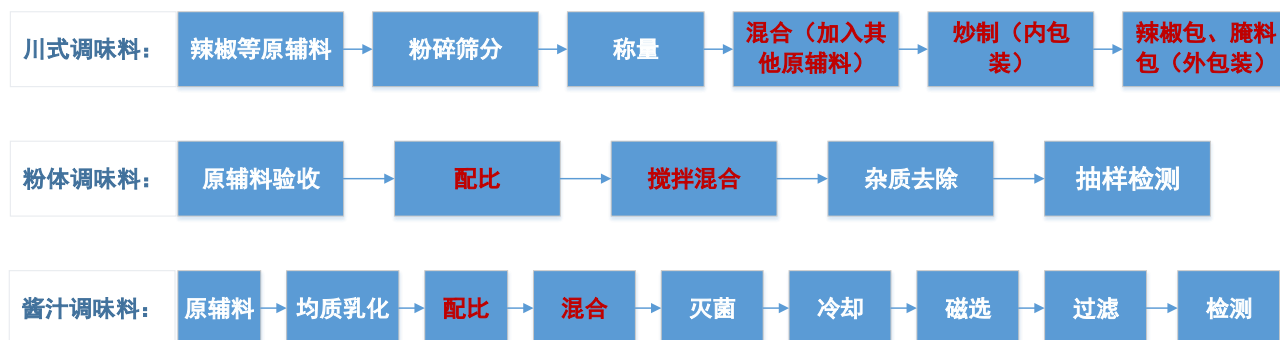 川式调味料：
辣椒等原辅料
粉碎筛分
称量
混合（加入其
他原辅料）
炒制（内包
装）
辣椒包、腌料
包（外包装）
粉体调味料：
原辅料验收
配比
搅拌混合
杂质去除
抽样检测
酱汁调味料：
原辅料
均质乳化
配比
混合
灭菌
冷却
磁选
过滤
检测